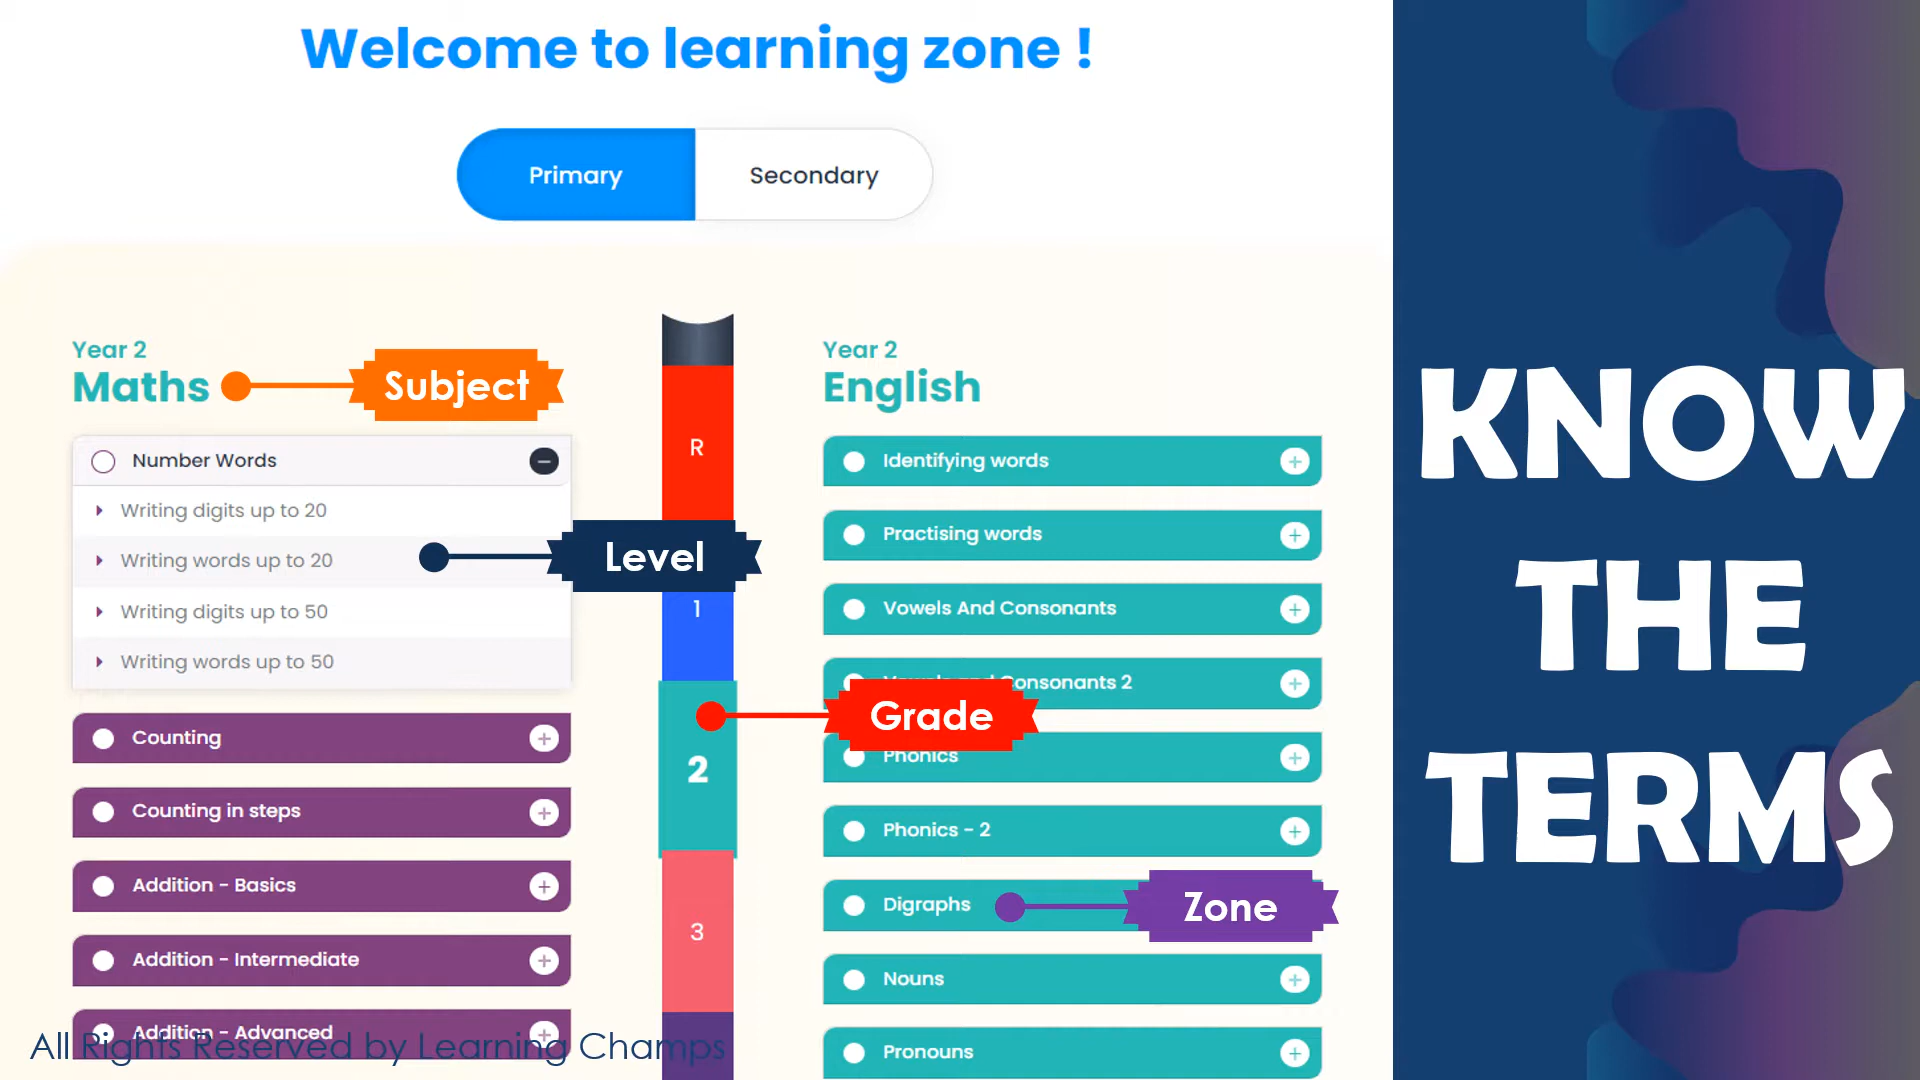 Welcome to learning zone !
Primary
Secondary
Year 2
Maths
Subject
Number Words
Writing digits up to 20
Writing words up to 20
Level
Writing digits up to 50
Writing words up to 50
Counting
Counting in steps
Addition - Basics
Addition - Intermediate
Addition - Advanced
R
1
2
3
Year 2
English
Identifying words
Practising words
Vowels And Consonants
Vowels and Consonants 2
Grade
Phonics
Phonics - 2
Digraphs
Zone
Nouns
Pronouns
KNOW
THE
TERMS
All Rights Reserved by Learning Champs